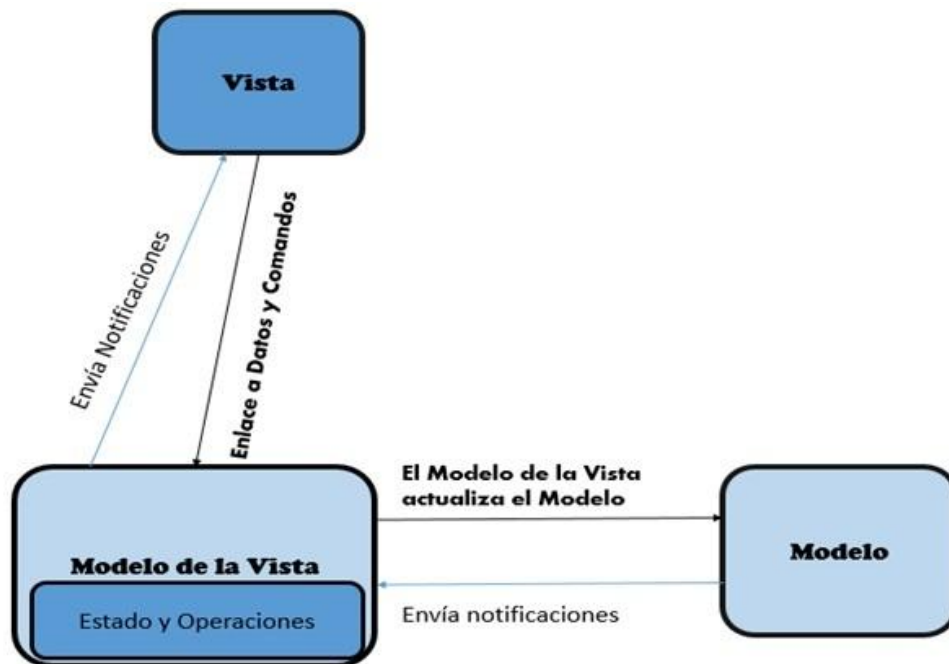 Vista
Envía Notificaciones
Enlace a Datos y Comandos
El Modelo de la Vista
actualiza el Modelo
Modelo de la Vista
Estado y Operaciones
Modelo
Envía notificaciones